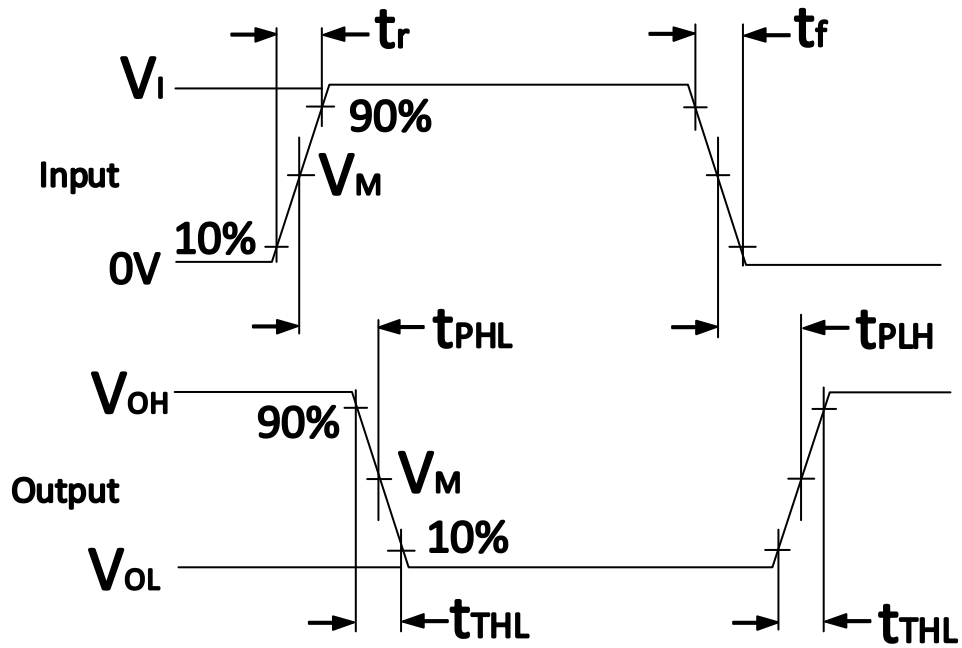 tr
tf
VI
90%
Input
VM
10%
0V
tPHL
tPLH
VOH
90%
VM
Output
10%
VOL
tTHL
tTHL